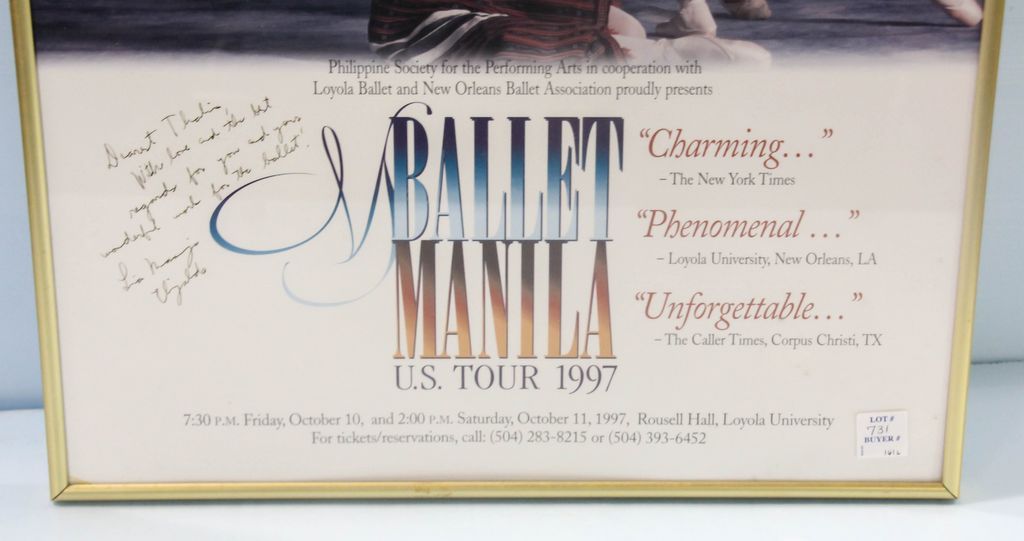 Philippine Society for the Performing Arts in cooperation with
Loyola Ballet and New Orleans Ballet Association proudly presents
Dearest
With love and the best
regards for you and your
wonderful work for the ballet!
BALLET
MANILA
U.S. TOUR 1997
“Charming…”
– The New York Times
“Phenomenal …”
– Loyola University, New Orleans, LA
“Unforgettable…”
– The Caller Times, Corpus Christi, TX
7:30 P.M. Friday, October 10, and 2:00 P.M. Saturday, October 11, 1997, Rousell Hall, Loyola University
For tickets/reservations, call: (504) 283-8215 or (504) 393-6452
LOT #
731
BUYER #